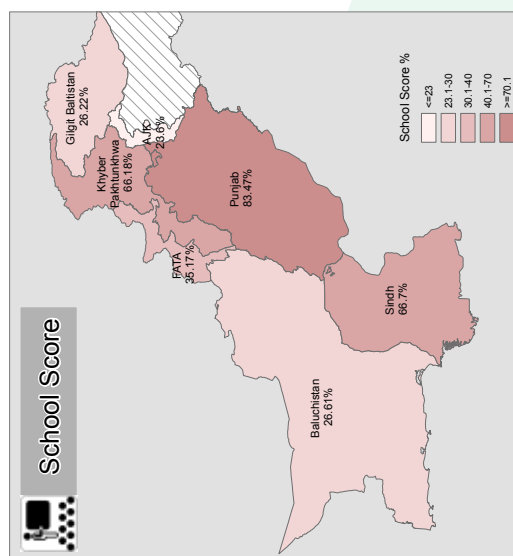 School Score
Gilgit Baltistan
26.22%
Khyber
Pakhtunkhwa
66.18%
AJK
23.6%
FATA
35.17%
Punjab
83.47%
Baluchistan
26.61%
Sindh
66.7%
School Score %
<=23
23.1-30
30.1-40
40.1-70
>=70.1